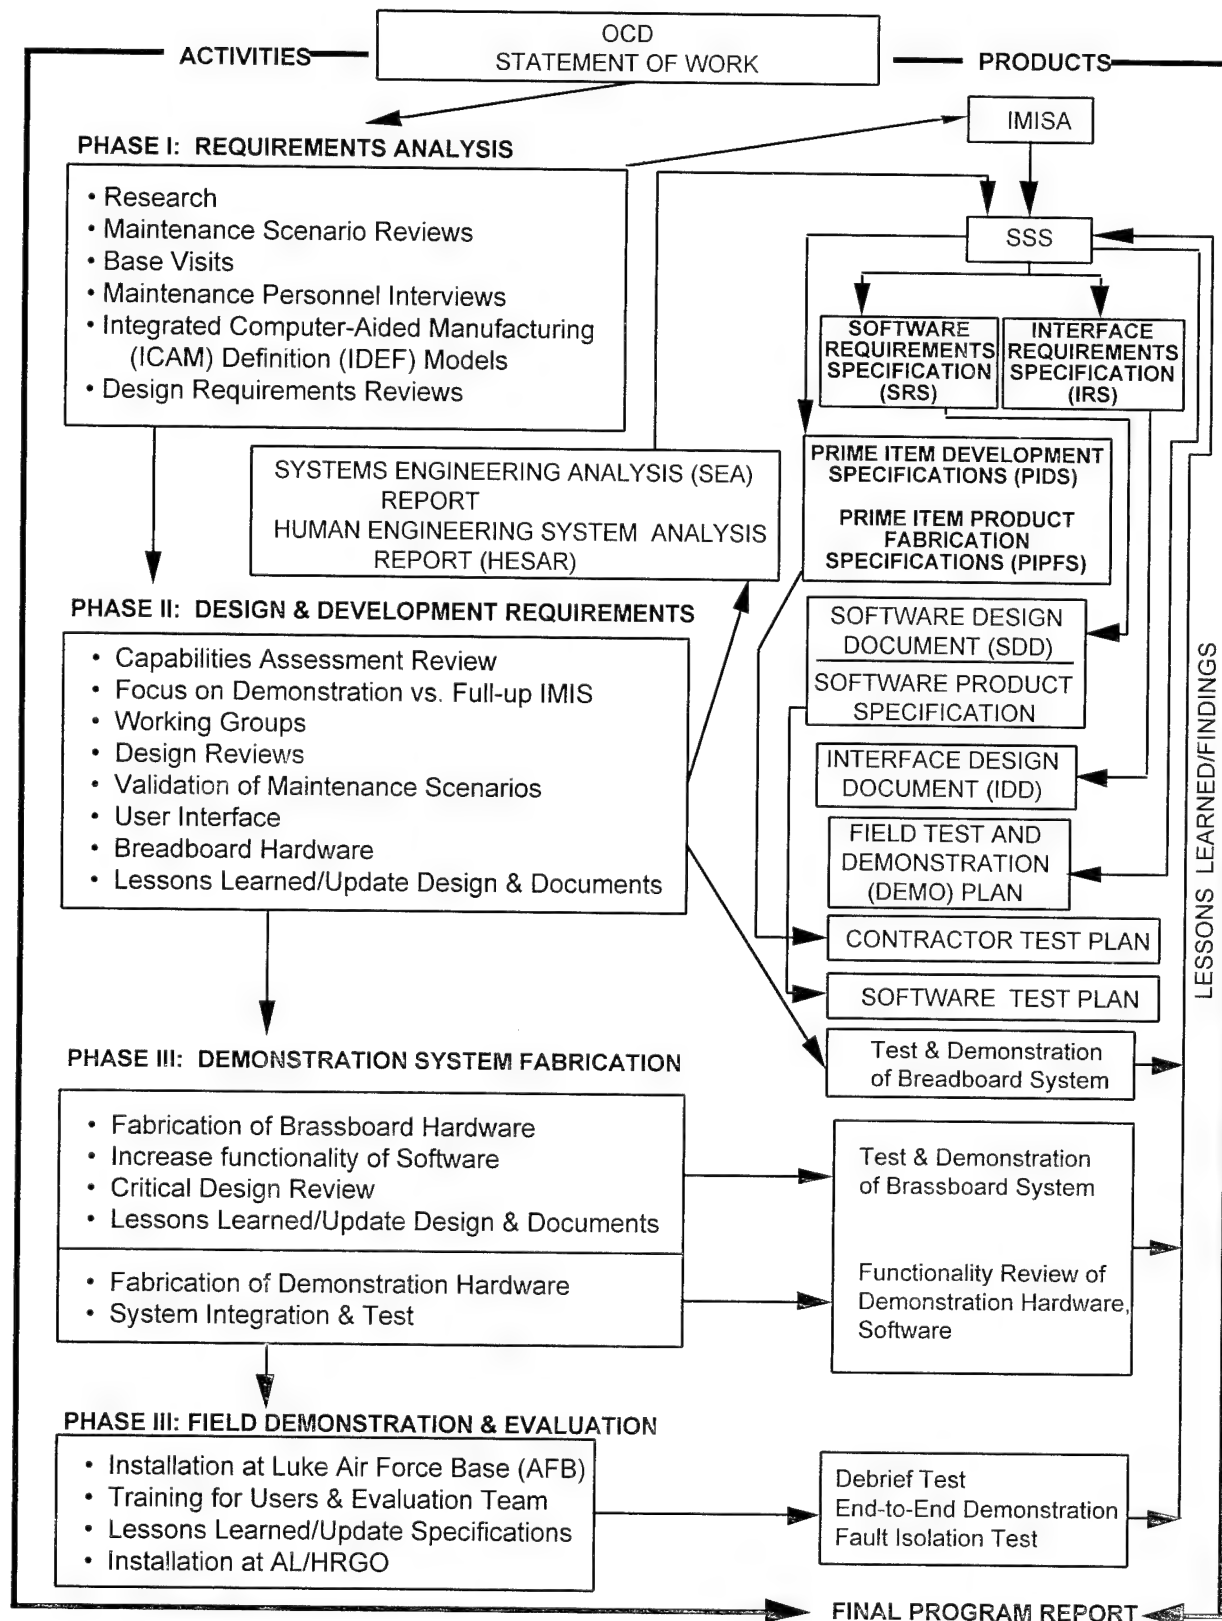 OCD
STATEMENT OF WORK
ACTIVITIES
PRODUCTS
IMISA
PHASE I: REQUIREMENTS ANALYSIS
• Research
• Maintenance Scenario Reviews
• Base Visits
• Maintenance Personnel Interviews
• Integrated Computer-Aided Manufacturing
(ICAM) Definition (IDEF) Models
• Design Requirements Reviews
SSS
SOFTWARE
REQUIREMENTS
SPECIFICATION
(SRS)
INTERFACE
REQUIREMENTS
SPECIFICATION
(IRS)
SYSTEMS ENGINEERING ANALYSIS (SEA)
REPORT
HUMAN ENGINEERING SYSTEM ANALYSIS
REPORT (HESAR)
PRIME ITEM DEVELOPMENT
SPECIFICATIONS (PIDS)
PRIME ITEM PRODUCT
FABRICATION
SPECIFICATIONS (PIPFS)
PHASE II: DESIGN & DEVELOPMENT REQUIREMENTS
• Capabilities Assessment Review
• Focus on Demonstration vs. Full-up IMIS
• Working Groups
• Design Reviews
• Validation of Maintenance Scenarios
• User Interface
• Breadboard Hardware
• Lessons Learned/Update Design & Documents
SOFTWARE DESIGN
DOCUMENT (SDD)
SOFTWARE PRODUCT
SPECIFICATION
INTERFACE DESIGN
DOCUMENT (IDD)
FIELD TEST AND
DEMONSTRATION
(DEMO) PLAN
CONTRACTOR TEST PLAN
SOFTWARE TEST PLAN
LESSONS LEARNED/FINDINGS
Test & Demonstration
of Breadboard System
PHASE III: DEMONSTRATION SYSTEM FABRICATION
• Fabrication of Brassboard Hardware
• Increase functionality of Software
• Critical Design Review
• Lessons Learned/Update Design & Documents
• Fabrication of Demonstration Hardware
• System Integration & Test
Test & Demonstration
of Brassboard System
Functionality Review of
Demonstration Hardware,
Software
PHASE III: FIELD DEMONSTRATION & EVALUATION
• Installation at Luke Air Force Base (AFB)
• Training for Users & Evaluation Team
• Lessons Learned/Update Specifications
• Installation at AL/HRGO
Debrief Test
End-to-End Demonstration
Fault Isolation Test
FINAL PROGRAM REPORT